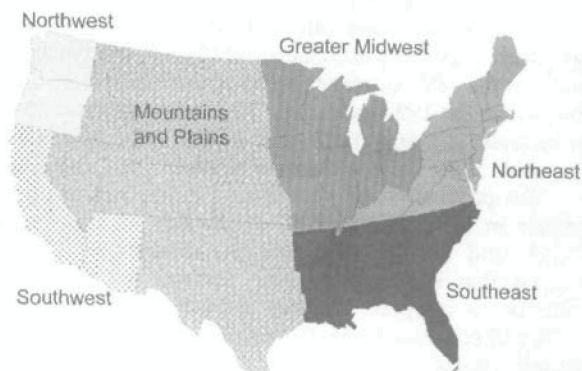 Northwest
Greater Midwest
Mountains
and Plains
Northeast
Southwest
Southeast